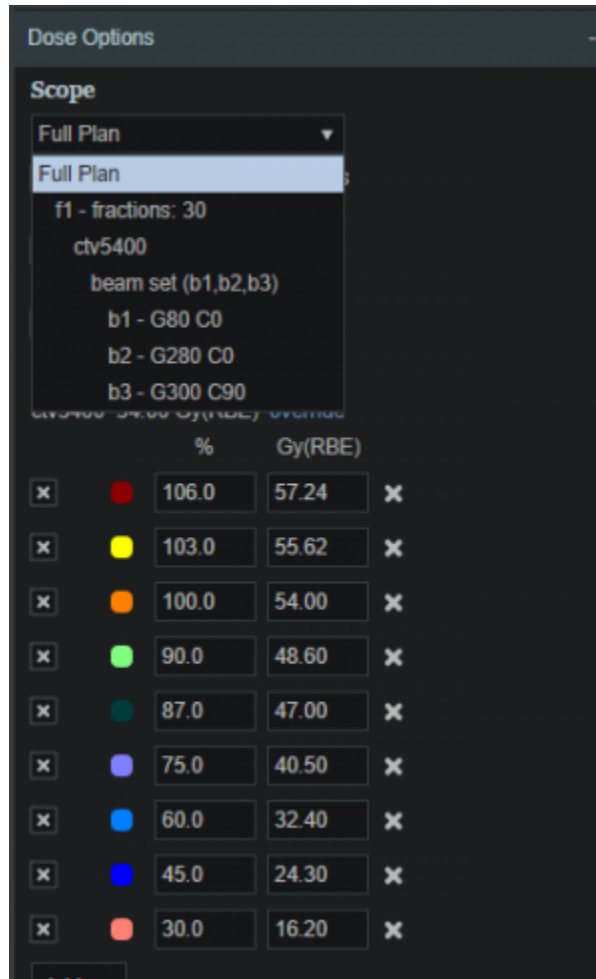 Dose Options
Scope
Full Plan
Full Plan
f1 - fractions: 30
ctv5400
beam set (b1,b2,b3)
b1 - G80 C0
b2 - G280 C0
b3 - G300 C90
% Gy(RBE)
106.0 57.24
103.0 55.62
100.0 54.00
90.0 48.60
87.0 47.00
75.0 40.50
60.0 32.40
45.0 24.30
30.0 16.20